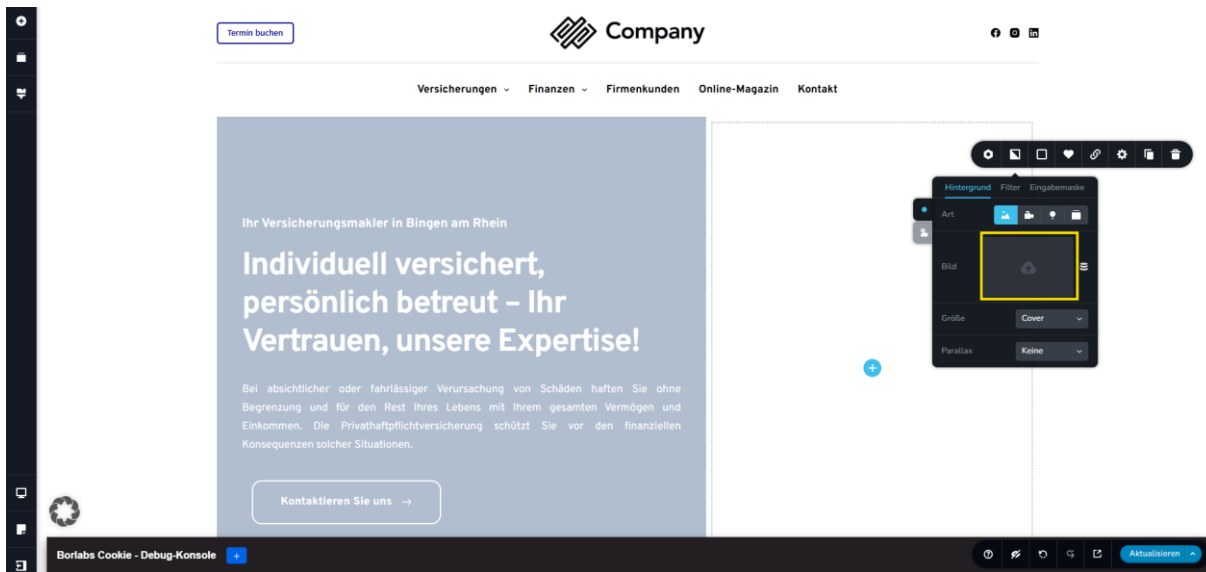 Termin buchen
Company
Versicherungen
Finanzen
Firmenkunden
Online-Magazin
Kontakt
Hintergrund
Filter
Eingabemaske
Art
Bild
Größe
Cover
Parallax
Keine
Ihr Versicherungsmakler in Bingen am Rhein
Individuell versichert,
persönlich betreut – Ihr
Vertrauen, unsere Expertise!
Bei absichtlicher oder fahrlässiger Verursachung von Schäden haften Sie ohne
Begrenzung und für den Rest Ihres Lebens mit Ihrem gesamten Vermögen und
Einkommen. Die Privathaftpflichtversicherung schützt Sie vor den finanziellen
Konsequenzen solcher Situationen.
Kontaktieren Sie uns →
Borlabs Cookie - Debug-Konsole
+
Aktualisieren